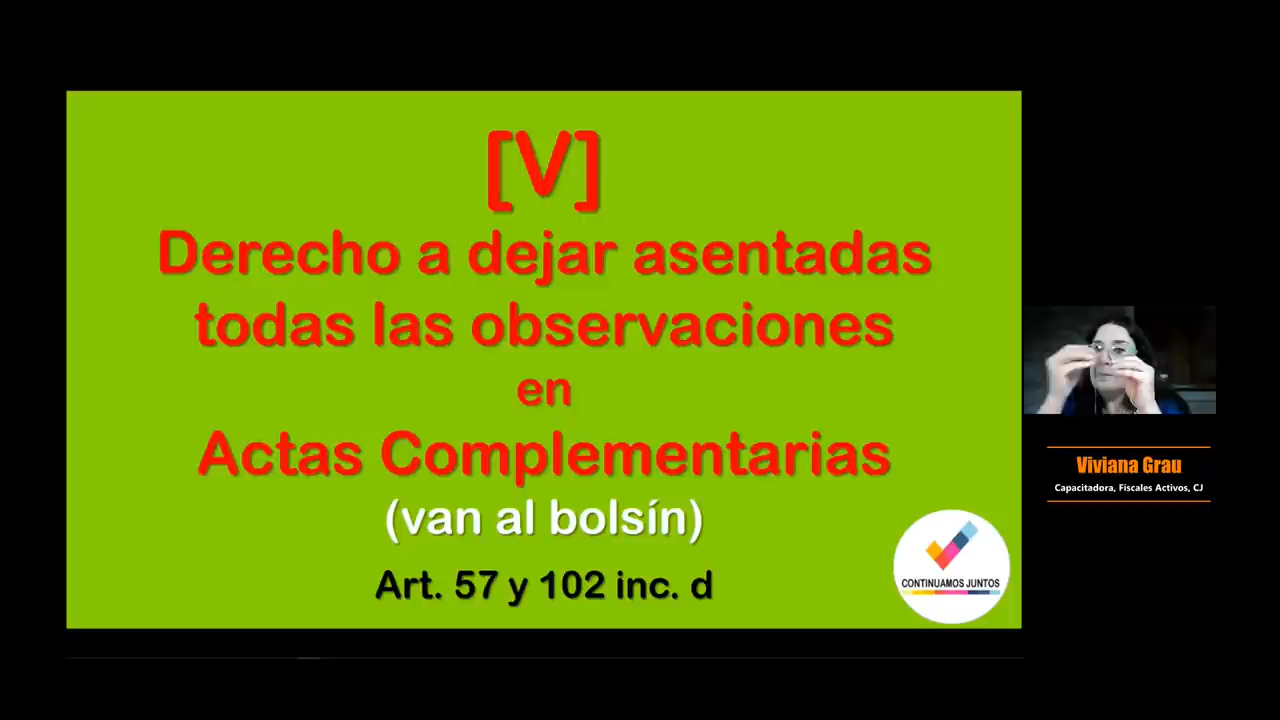 [V]
Derecho a dejar asentadas
todas las observaciones
en
Actas Complementarias
(van al bolsín)
Art. 57 y 102 inc. d
CONTINUAMOS JUNTOS
Viviana Grau
Capacitadora, Fiscales Activos, CJ